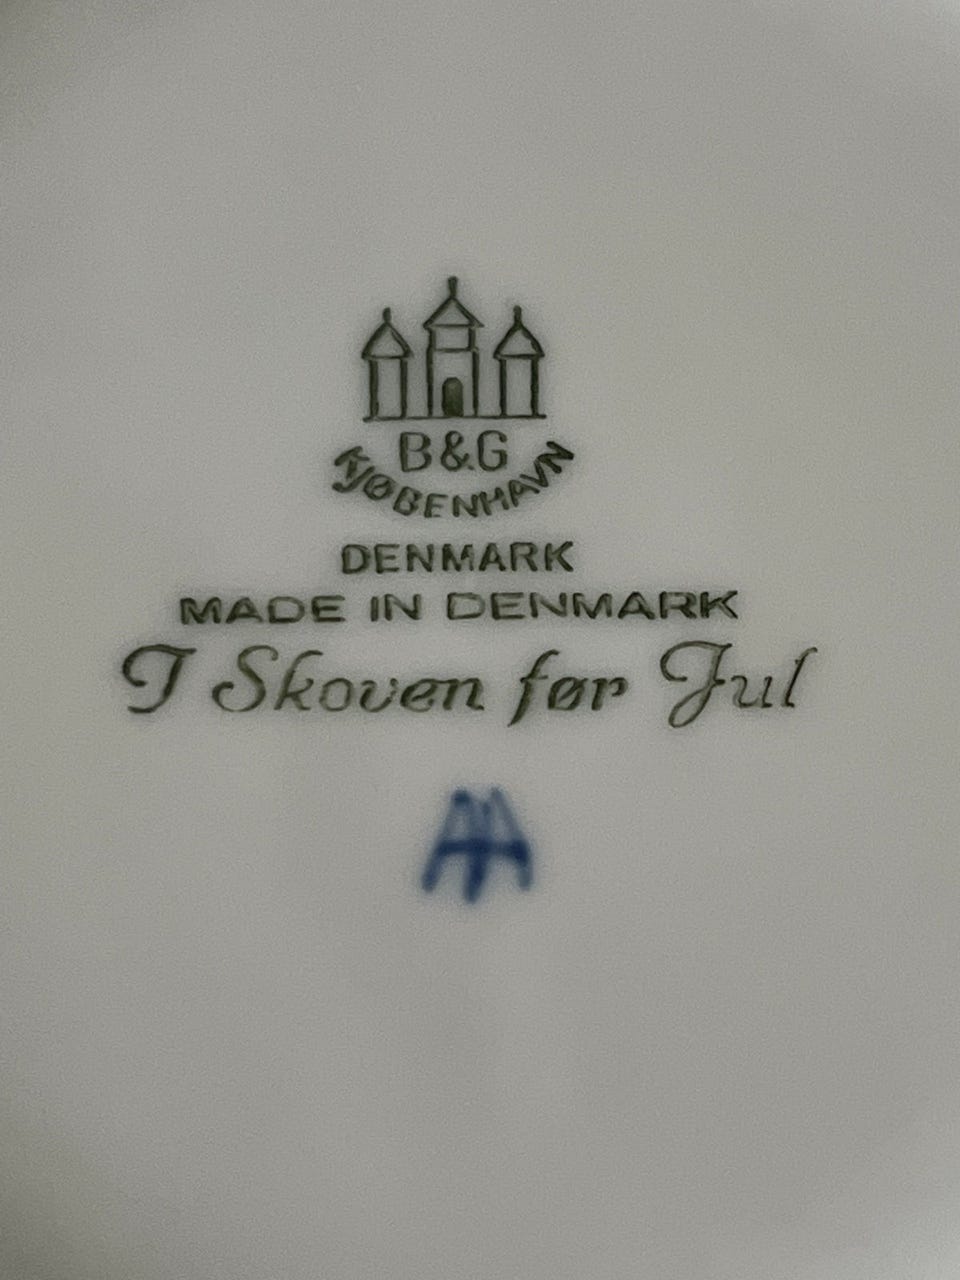 B&G
KJØBENHAVN
DENMARK
MADE IN DENMARK
I Skoven før Jul